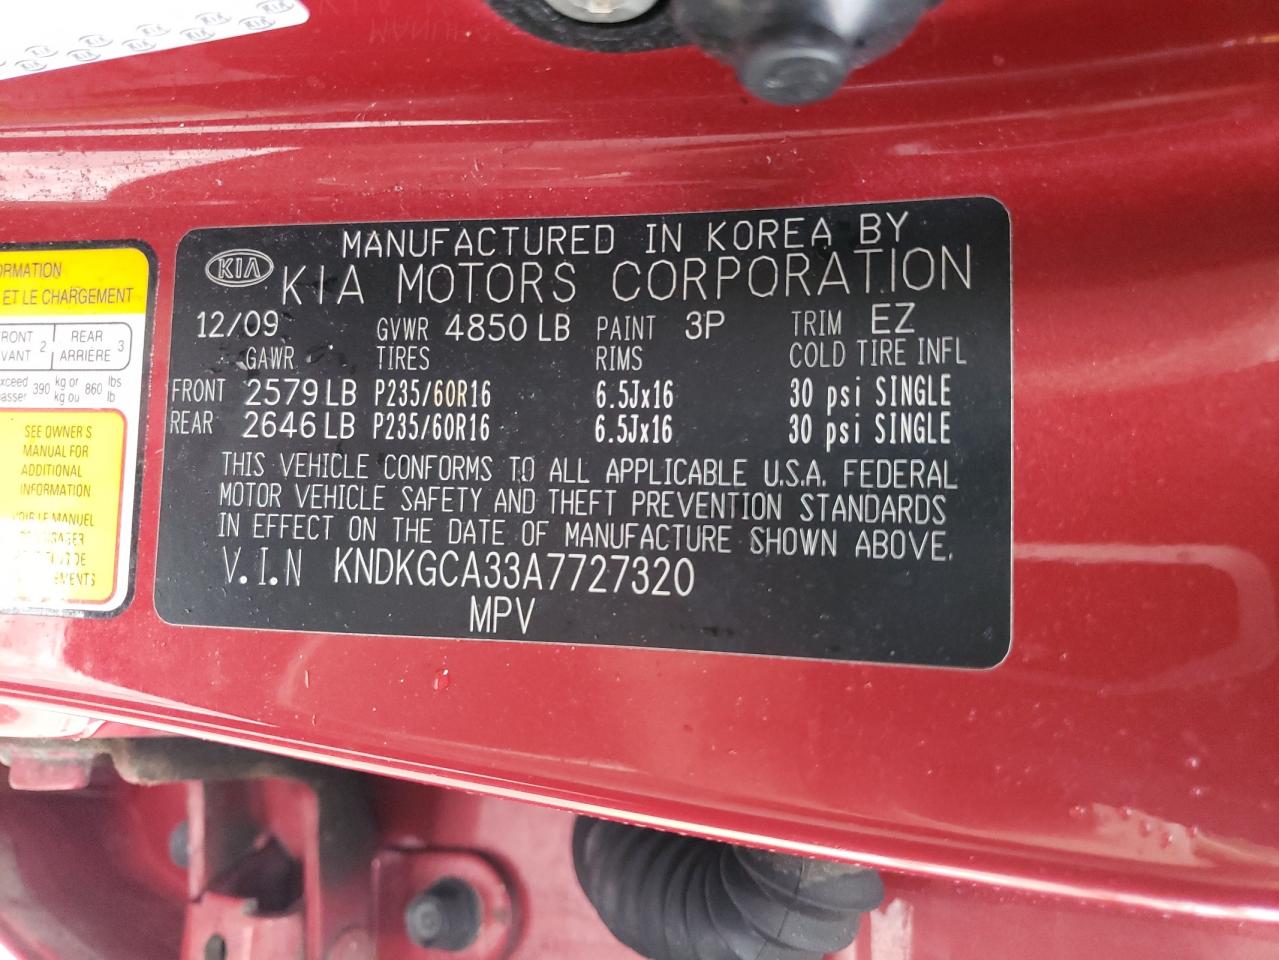 KIA
MANUFACTURED IN KOREA BY
KIA MOTORS CORPORATION
12/09 GVWR 4850 LB PAINT 3P TRIM EZ
GAWR TIRES RIMS COLD TIRE INFL
FRONT 2579 LB P235/60R16 6.5Jx16 30 psi SINGLE
REAR 2646 LB P235/60R16 6.5Jx16 30 psi SINGLE
THIS VEHICLE CONFORMS TO ALL APPLICABLE U.S.A. FEDERAL
MOTOR VEHICLE SAFETY AND THEFT PREVENTION STANDARDS
IN EFFECT ON THE DATE OF MANUFACTURE SHOWN ABOVE.
V.I.N KNDKGCA33A7727320
MPV
ET LE CHARGEMENT
2 REAR 3
ARRIERE
390 kg or 860 lbs
kg ou lb
SEE OWNER'S
MANUAL FOR
ADDITIONAL
INFORMATION
LE MANUEL
DE